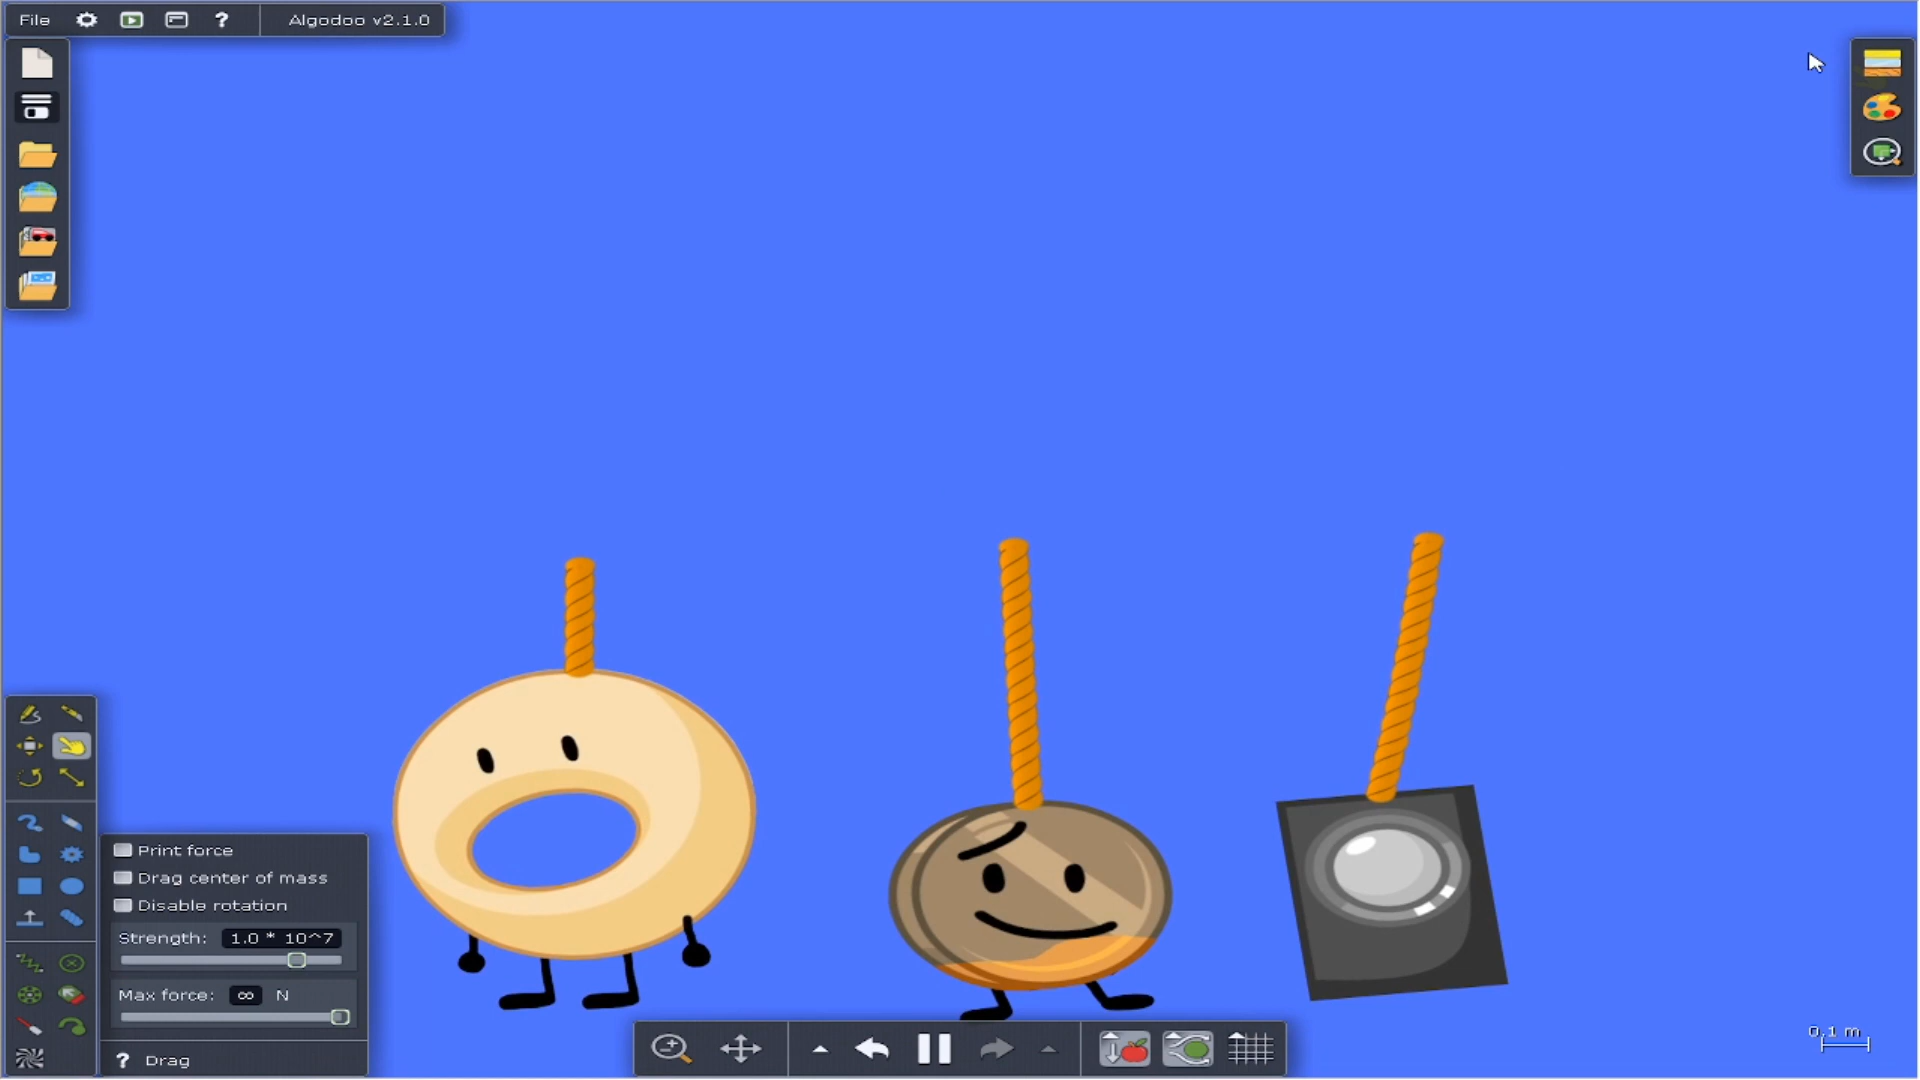 File ? Algodoo v2.1.0
Print force
Drag center of mass
Disable rotation
Strength: 1.0 * 10^7
Max force: ∞ N
? Drag
0.1 m